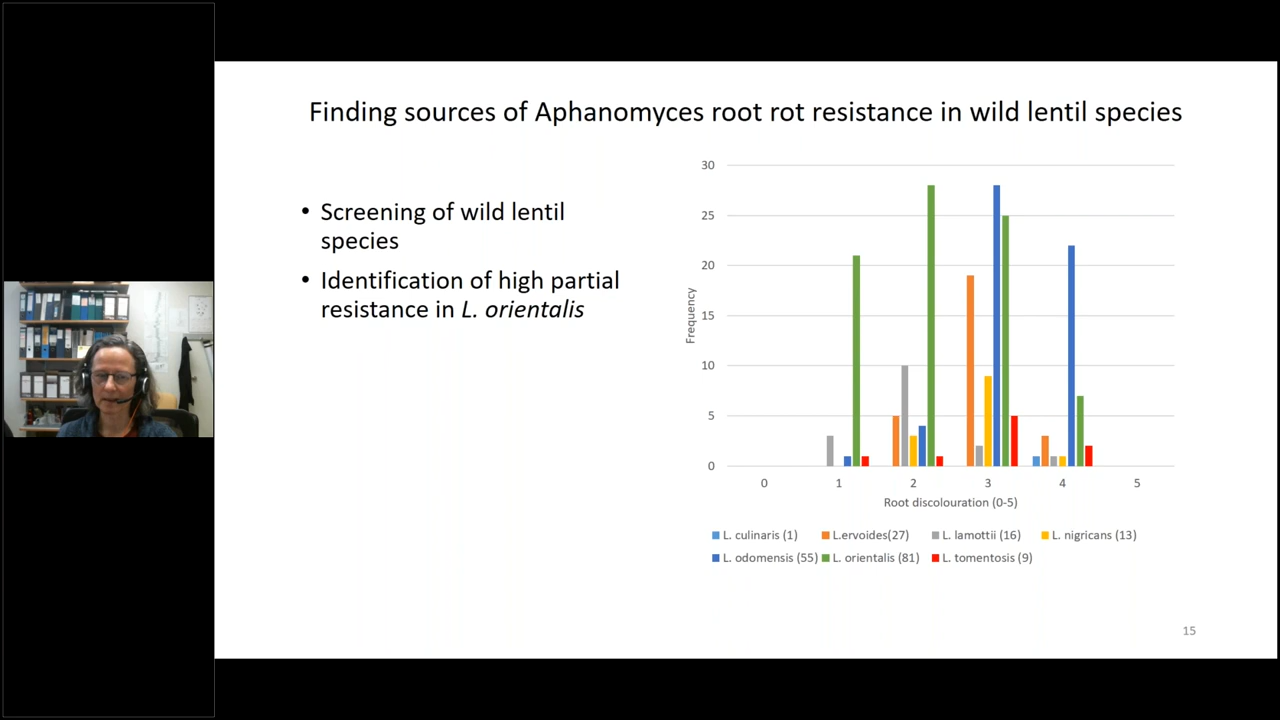 Finding sources of Aphanomyces root rot resistance in wild lentil species
• Screening of wild lentil
species
• Identification of high partial
resistance in L. orientalis
30
25
20
15
10
5
0
Frequency
0 1 2 3 4 5
Root discolouration (0-5)
L. culinaris (1) L.ervoides(27) L. lamottii (16) L. nigricans (13)
L. odomensis (55) L. orientalis (81) L. tomentosis (9)
15